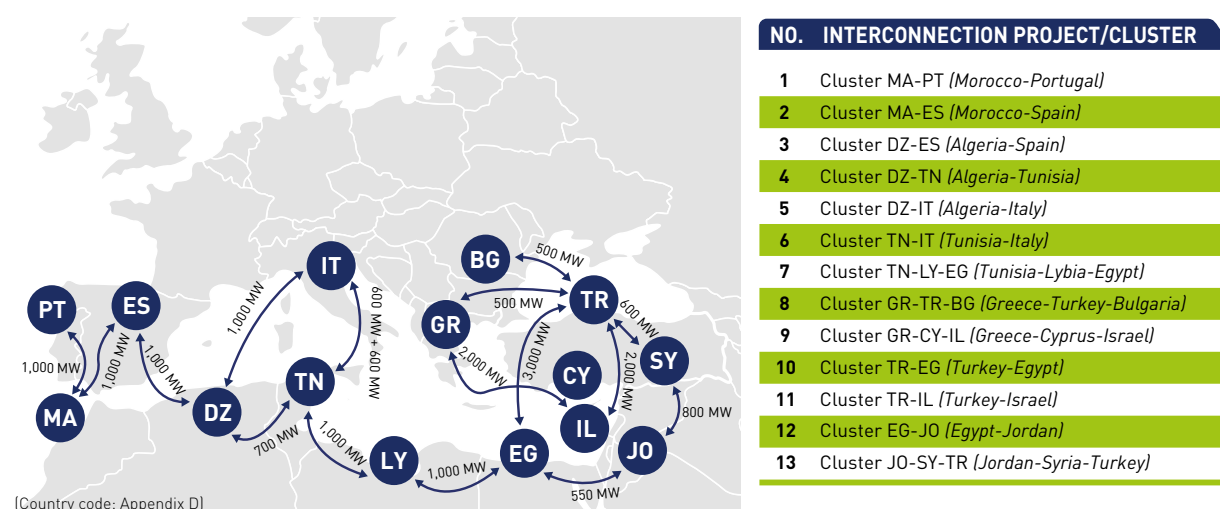 BG
500 MW
IT
TR
500 MW
ES
PT
1,000 MW
600 MW + 600 MW
GR
600 MW
SY
1,000 MW
1,000 MW
1,000 MW
2,000 MW
3,000 MW
2,000 MW
CY
TN
MA
DZ
800 MW
IL
700 MW
1,000 MW
LY
1,000 MW
EG
JO
550 MW
(Country code: Appendix D)
NO. INTERCONNECTION PROJECT/CLUSTER
1 Cluster MA-PT (Morocco-Portugal)
2 Cluster MA-ES (Morocco-Spain)
3 Cluster DZ-ES (Algeria-Spain)
4 Cluster DZ-TN (Algeria-Tunisia)
5 Cluster DZ-IT (Algeria-Italy)
6 Cluster TN-IT (Tunisia-Italy)
7 Cluster TN-LY-EG (Tunisia-Lybia-Egypt)
8 Cluster GR-TR-BG (Greece-Turkey-Bulgaria)
9 Cluster GR-CY-IL (Greece-Cyprus-Israel)
10 Cluster TR-EG (Turkey-Egypt)
11 Cluster TR-IL (Turkey-Israel)
12 Cluster EG-JO (Egypt-Jordan)
13 Cluster JO-SY-TR (Jordan-Syria-Turkey)